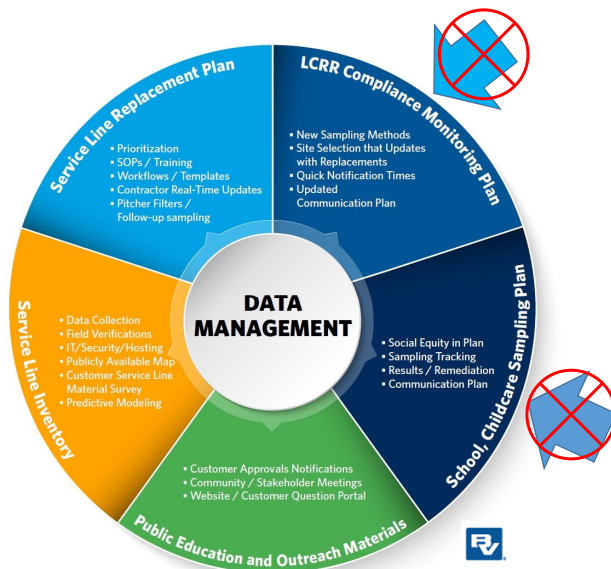 Service Line Replacement Plan
▪ Prioritization
▪ SOPs / Training
▪ Workflows / Templates
▪ Contractor Real-Time Updates
▪ Pitcher Filters /
Follow-up sampling
LCRR Compliance Monitoring Plan
▪ New Sampling Methods
▪ Site Selection that Updates
with Replacements
▪ Quick Notification Times
▪ Updated
Communication Plan
School, Childcare Sampling Plan
▪ Social Equity in Plan
▪ Sampling Tracking
▪ Results / Remediation
▪ Communication Plan
Public Education and Outreach Materials
▪ Customer Approvals Notifications
▪ Community / Stakeholder Meetings
▪ Website / Customer Question Portal
Service Line Inventory
▪ Data Collection
▪ Field Verifications
▪ IT/Security/Hosting
▪ Publicly Available Map
▪ Customer Service Line
Material Survey
▪ Predictive Modeling
DATA
MANAGEMENT
BV